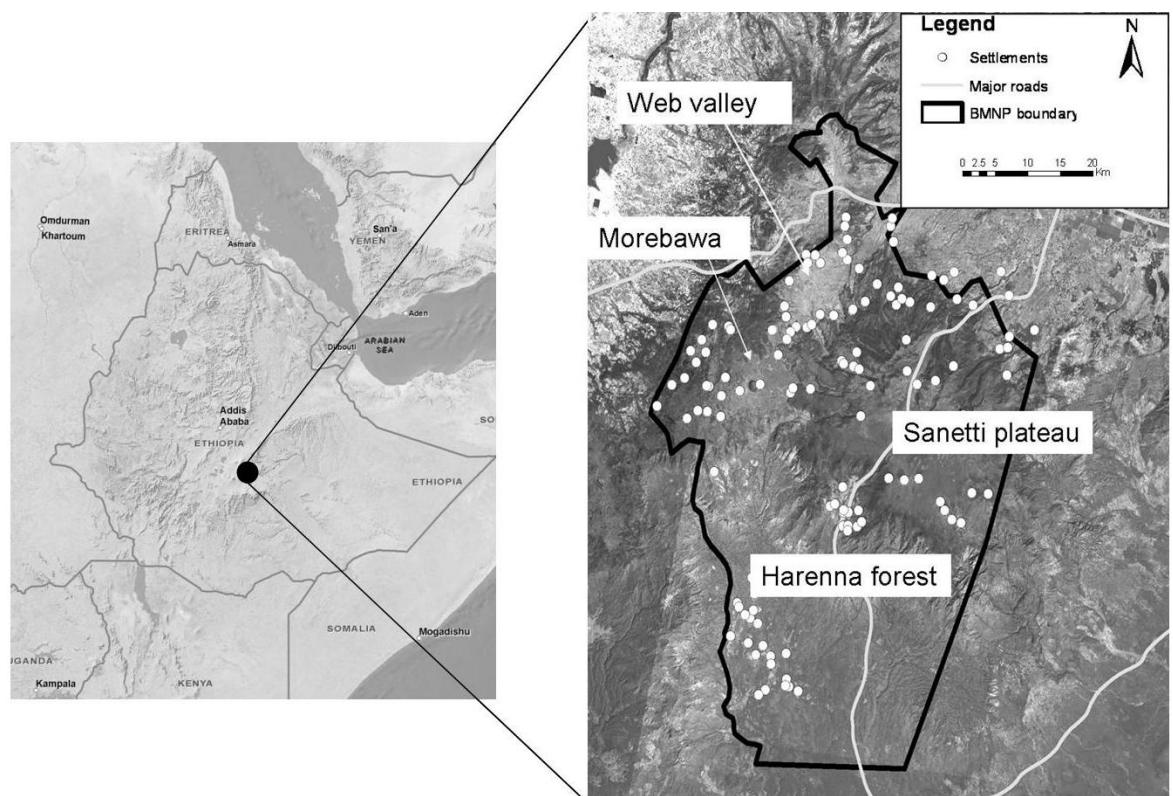 Legend
N
Settlements
Major roads
BMNP boundary
0 2.5 5 10 15 20
Km
Web valley
Morebawa
Sanetti plateau
Harenna forest
Omdurman
Khartoum
ERITREA
Asmara
San'a
YEMEN
Aden
Djibouti
ARABIAN
SEA
Addis
Ababa
ETHIOPIA
SO
ETHIOPIA
SOMALIA
Mogadishu
UGANDA
Kampala
KENYA